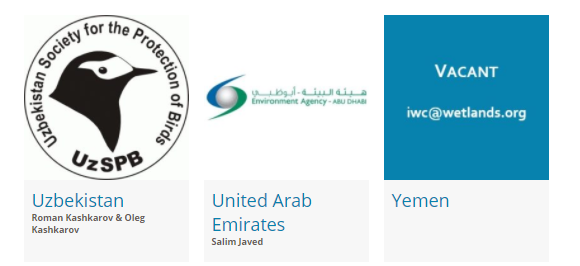 Uzbekistan Society for the Protection of Birds
UzSPB
هيئة البيئة - أبوظبي
Environment Agency - ABU DHABI
VACANT
iwc@wetlands.org
Uzbekistan
Roman Kashkarov & Oleg
Kashkarov
United Arab
Emirates
Salim Javed
Yemen